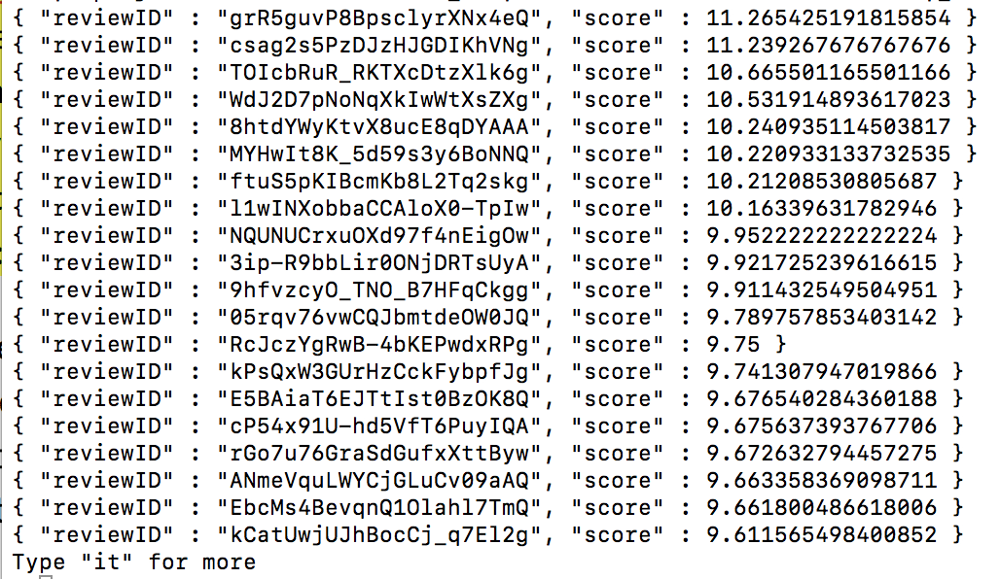 { "reviewID" : "grR5guvP8BpsclyrXNx4eQ", "score" : 11.265425191815854 }
{ "reviewID" : "csag2s5PzDJzHJGDIKhVNg", "score" : 11.239267676767676 }
{ "reviewID" : "TOIcbRuR_RKTXcDtzXlk6g", "score" : 10.665501165501166 }
{ "reviewID" : "WdJ2D7pNoNqXkIwWtXsZXg", "score" : 10.531914893617023 }
{ "reviewID" : "8htdYWyKtvX8ucE8qDYAAA", "score" : 10.240935114503817 }
{ "reviewID" : "MYHwIt8K_5d59s3y6BoNNQ", "score" : 10.220933133732535 }
{ "reviewID" : "ftuS5pKIBcmKb8L2Tq2skg", "score" : 10.21208530805687 }
{ "reviewID" : "l1wINXobbaCCAloX0-TpIw", "score" : 10.16339631782946 }
{ "reviewID" : "NQUNUCrxuOXd97f4nEigOw", "score" : 9.952222222222224 }
{ "reviewID" : "3ip-R9bbLir0ONjDRTsUyA", "score" : 9.921725239616615 }
{ "reviewID" : "9hfvzcyO_TNO_B7HFqCkgg", "score" : 9.911432549504951 }
{ "reviewID" : "05rqv76vwCQJbmtdeOW0JQ", "score" : 9.789757853403142 }
{ "reviewID" : "RcJczYgRwB-4bKEPwdxRPg", "score" : 9.75 }
{ "reviewID" : "kPsQxW3GUrHzCckFybpfJg", "score" : 9.741307947019866 }
{ "reviewID" : "E5BAiaT6EJTtIst0BzOK8Q", "score" : 9.676540284360188 }
{ "reviewID" : "cP54x91U-hd5VfT6PuyIQA", "score" : 9.675637393767706 }
{ "reviewID" : "rGo7u76GraSdGufxXttByw", "score" : 9.672632794457275 }
{ "reviewID" : "ANmeVquLWYCjGLuCv09aAQ", "score" : 9.663358369098711 }
{ "reviewID" : "EbcMs4BevqnQ1Olahl7TmQ", "score" : 9.661800486618006 }
{ "reviewID" : "kCatUwjUJhBocCj_q7El2g", "score" : 9.611565498400852 }
Type "it" for more